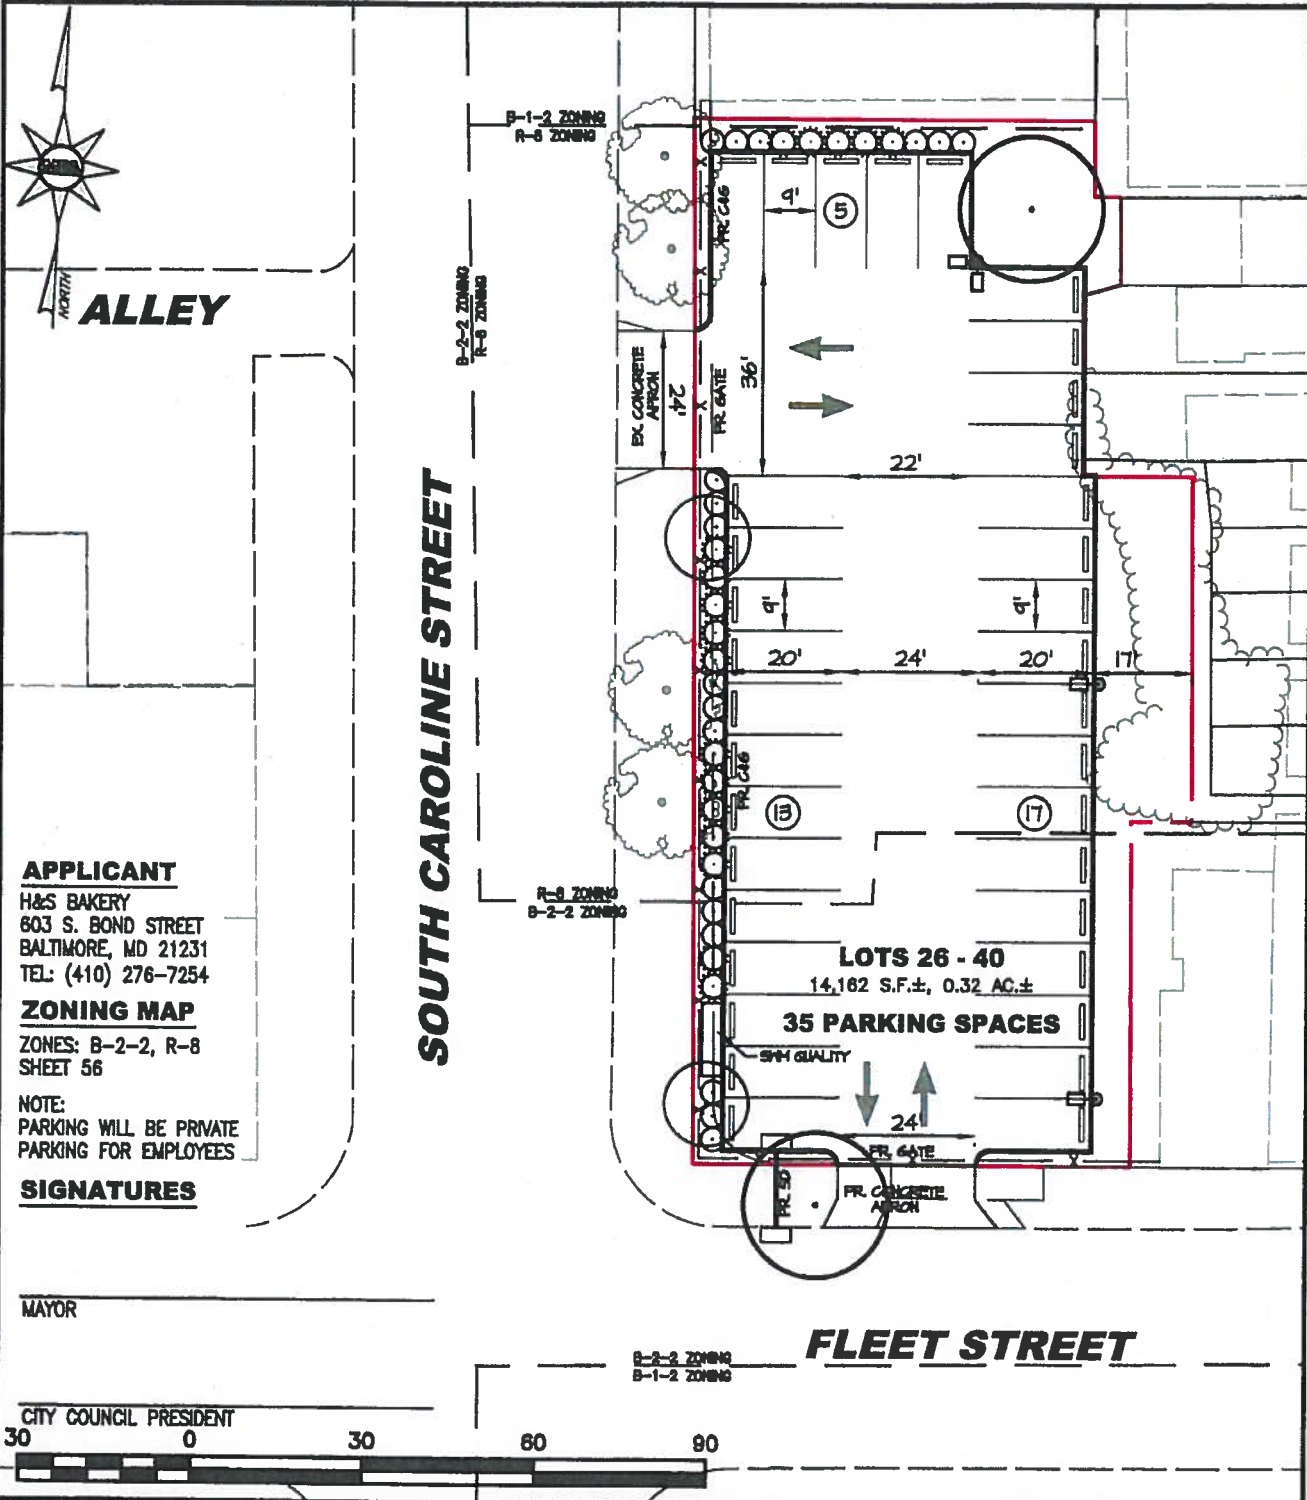 B-1-2 ZONING
R-8 ZONING
NORTH
ALLEY
B-2-2 ZONING
R-8 ZONING
PR. C&G
9'
5
EX. CONCRETE
APRON
24'
PR. GATE
36'
22'
SOUTH CAROLINE STREET
9'
9'
20'
24'
20'
17'
PR. C&G
13
17
R-8 ZONING
B-2-2 ZONING
APPLICANT
H&S BAKERY
603 S. BOND STREET
BALTIMORE, MD 21231
TEL: (410) 276-7254
ZONING MAP
ZONES: B-2-2, R-8
SHEET 56
NOTE:
PARKING WILL BE PRIVATE
PARKING FOR EMPLOYEES
SIGNATURES
LOTS 26 - 40
14,162 S.F.±, 0.32 AC.±
35 PARKING SPACES
SWM QUALITY
24'
PR. GATE
PR. SD
PR. CONCRETE
APRON
MAYOR
FLEET STREET
B-2-2 ZONING
B-1-2 ZONING
CITY COUNCIL PRESIDENT
30 0 30 60 90